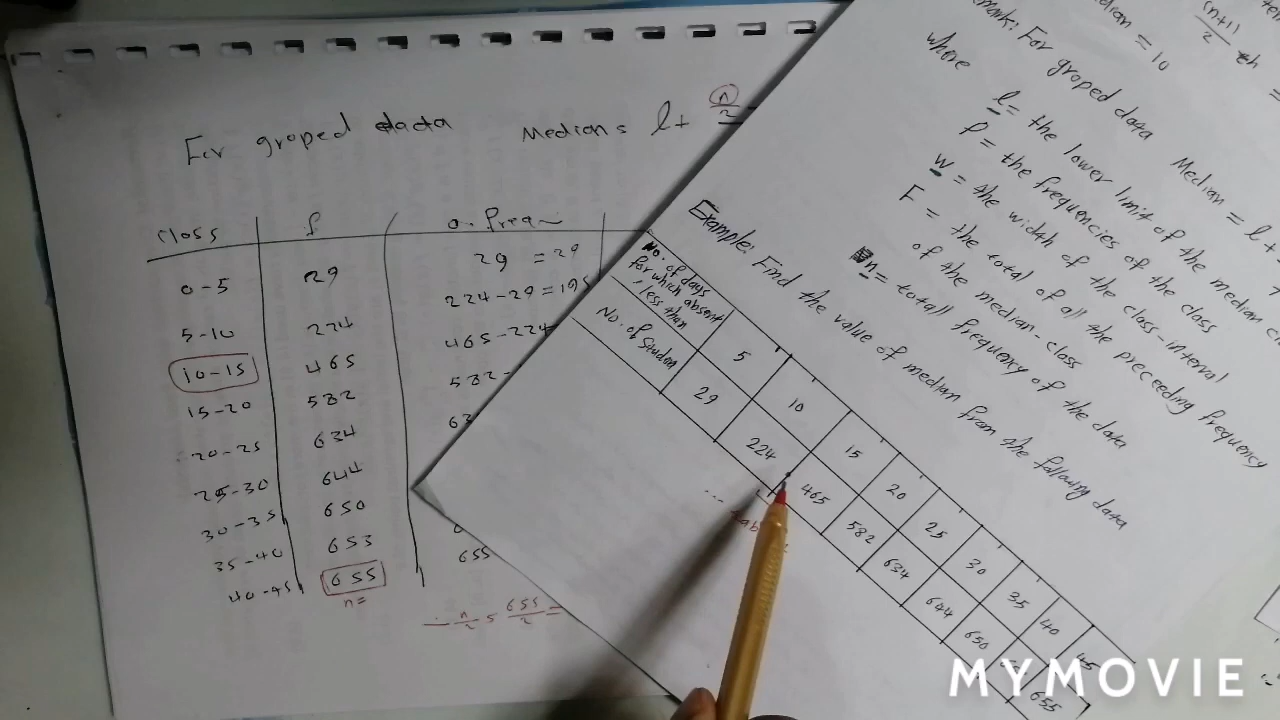 For groped data Median = l + n/2
Class f o. freq
0-5 29 29 = 29
5-10 224 224-29 = 195
10-15 465 465-224
15-20 582 582-
20-25 634 63
25-30 644
30-35 650
35-40 653
40-45 655 655
n=
n/2 = 655/2 =
dian = 10
(n+1)/2 th
mark: For groped data Median = l +
where
l = the lower limit of the median c
f = the frequencies of the class
w = the width of the class-interval
F = the total of all the preceeding frequency
of the median-class
n = totall frequency of the data
Example: Find the value of median from the following data
No. of days for which absent, less than 5 10 15 20 25 30 35 40 45
No. of Studen 29 224 465 582 634 644 650 655
MYMOVIE